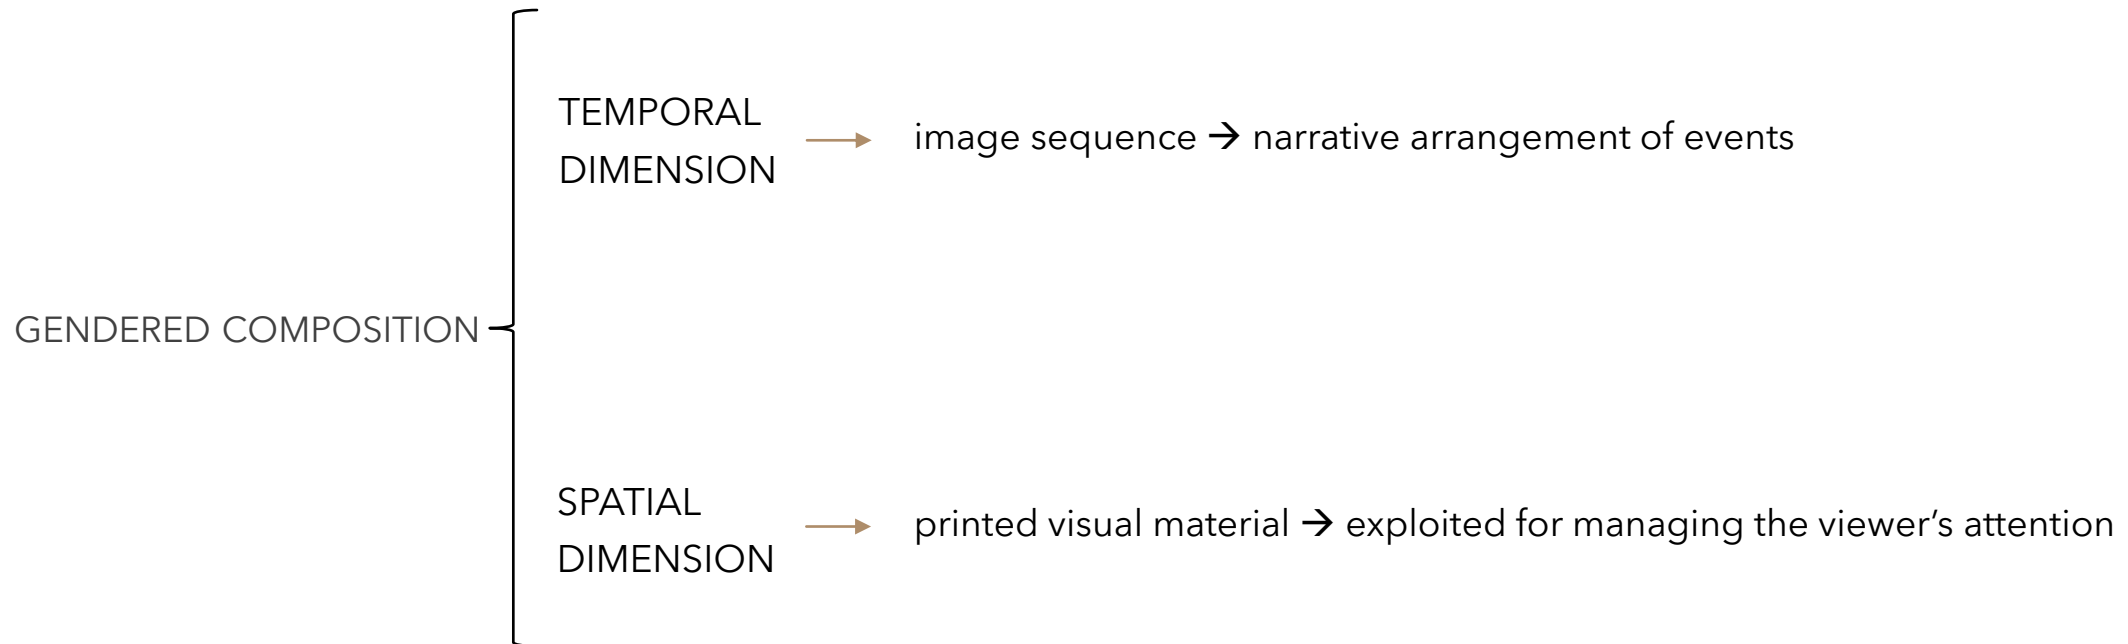 TEMPORAL
DIMENSION
image sequence → narrative arrangement of events
GENDERED COMPOSITION
SPATIAL
DIMENSION
printed visual material → exploited for managing the viewer’s attention